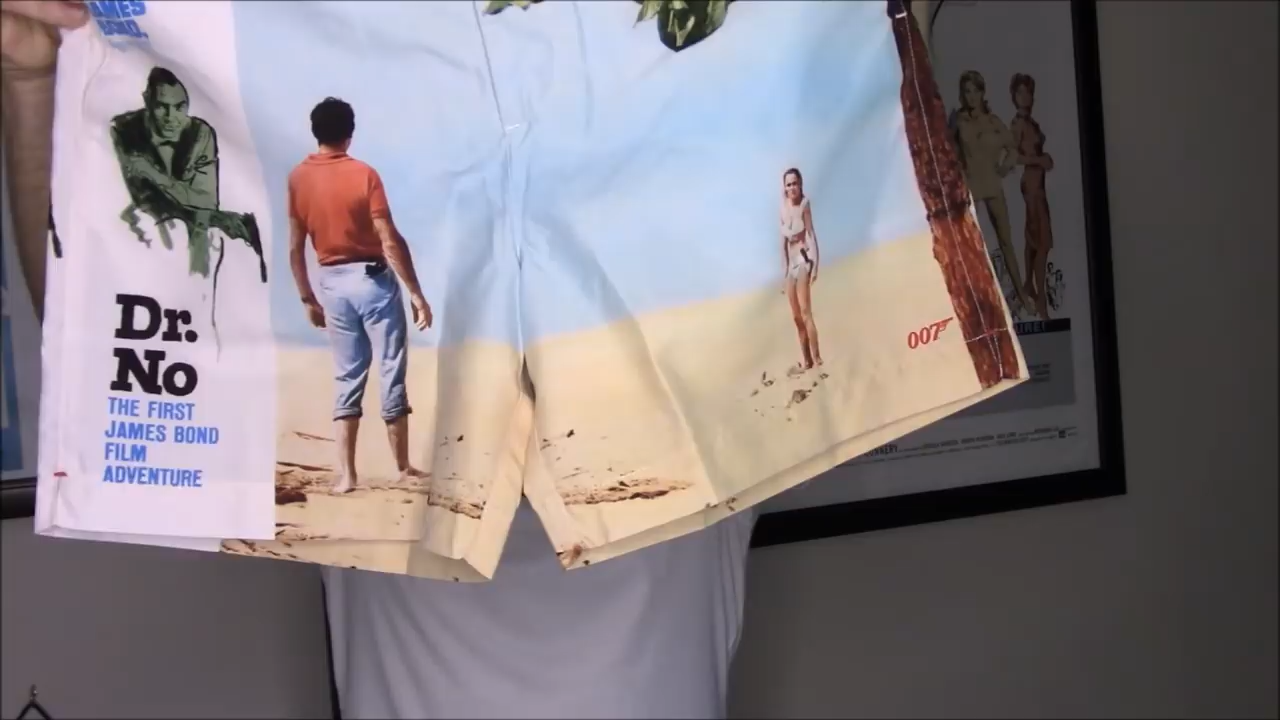 JAMES
BOND.
Dr.
No
THE FIRST
JAMES BOND
FILM
ADVENTURE
007